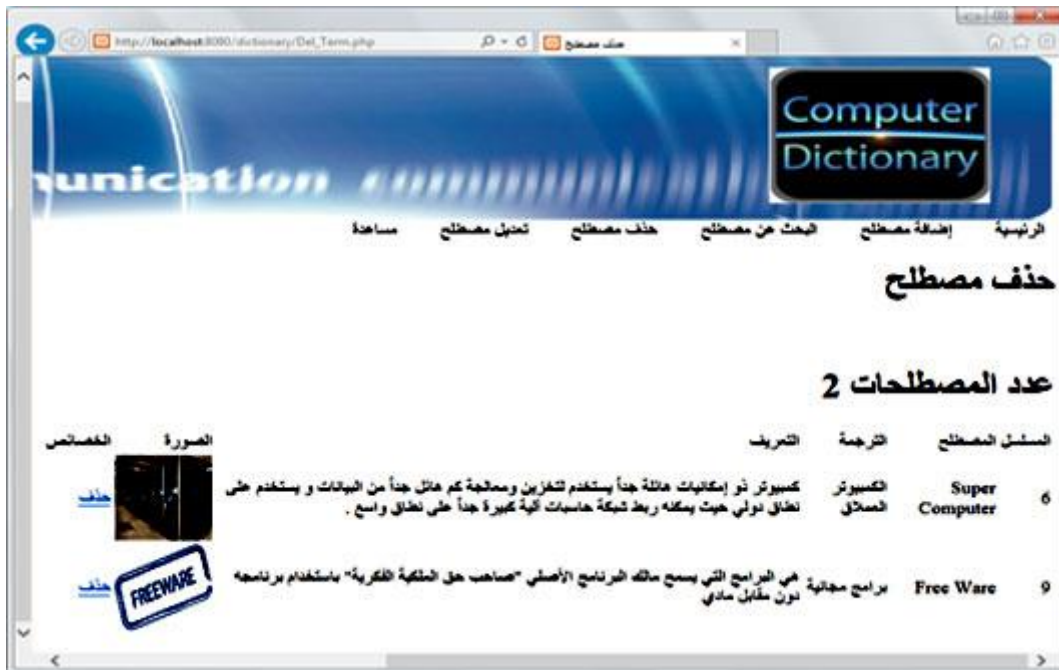 http://localhost:8090/dictionary/Del_Term.php
حذف مصطلح
Computer
Dictionary
unication comm
الرئيسية إضافة مصطلح البحث عن مصطلح حذف مصطلح تعديل مصطلح مساعدة
حذف مصطلح
عدد المصطلحات 2
المسلسل المصطلح الترجمة التعريف الصورة الخصائص
6 Super Computer الكمبيوتر العملاق كمبيوتر ذو إمكانيات هائلة جداً يستخدم لتخزين ومعالجة كم هائل جداً من البيانات و يستخدم على
نطاق دولي حيث يمكنه ربط شبكة حاسبات آلية كبيرة جداً على نطاق واسع . حذف
9 Free Ware برامج مجانية هي البرامج التي يسمح مالك البرنامج الأصلي "صاحب حق الملكية الفكرية" باستخدام برنامجه
دون مقابل مادي FREEWARE حذف